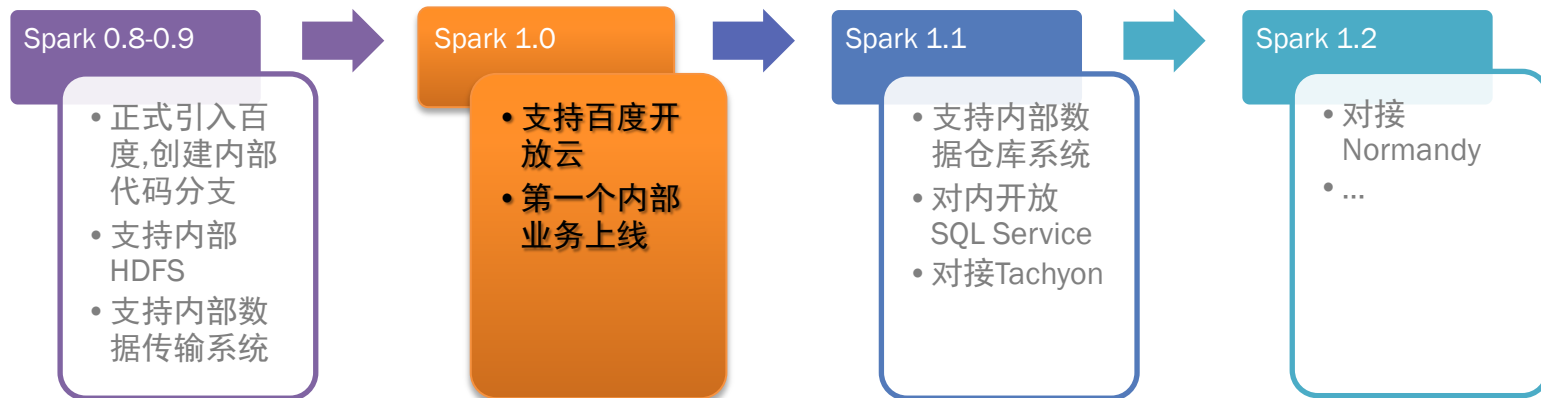 Spark 0.8-0.9
• 正式引入百
度,创建内部
代码分支
• 支持内部
HDFS
• 支持内部数
据传输系统
Spark 1.0
• 支持百度开
放云
• 第一个内部
业务上线
Spark 1.1
• 支持内部数
据仓库系统
• 对内开放
SQL Service
• 对接Tachyon
Spark 1.2
• 对接
Normandy
• ...